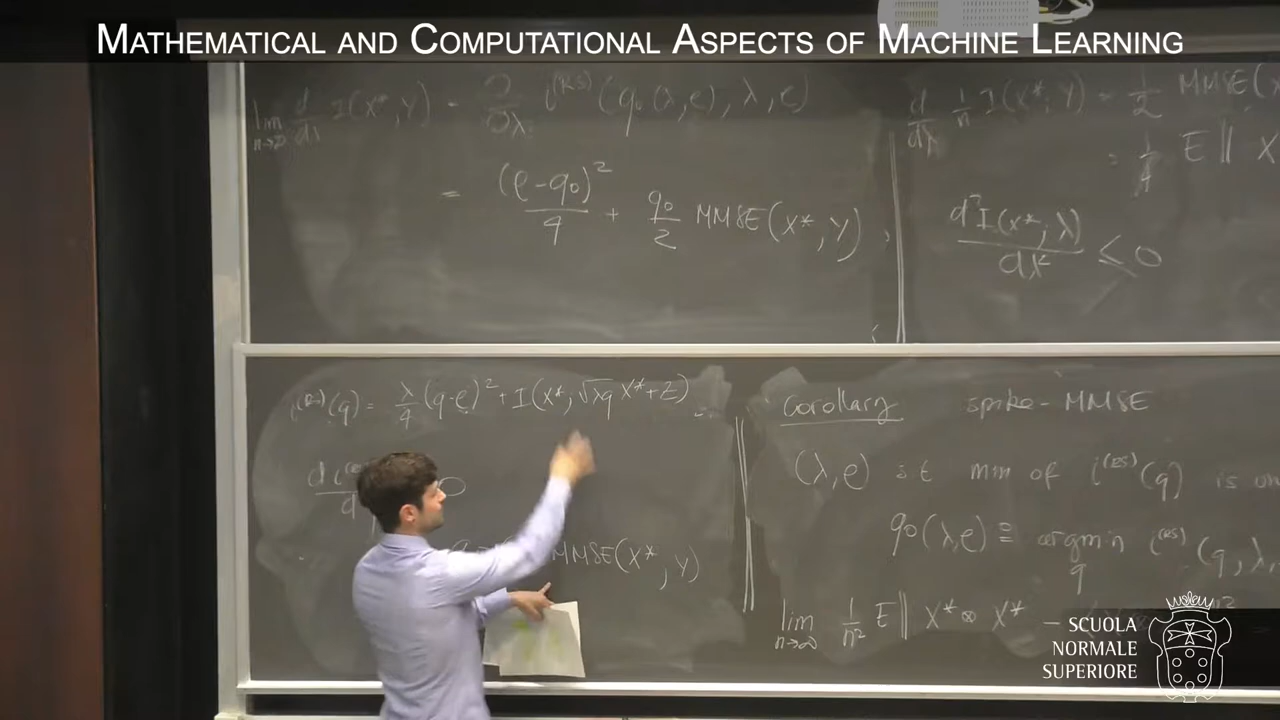 MATHEMATICAL AND COMPUTATIONAL ASPECTS OF MACHINE LEARNING
lim n→∞ d/dλ I(X*, Y) = ∂/∂λ i^(RS)(q₀(λ,ρ), λ, ρ)
= (ρ-q₀)²/4 + q₀/2 MMSE(X*, Y),
d/dλ 1/n I(X*; Y) = 1/2 MMSE(X
= 1/4 E‖ X
d²I(X*; λ)/dλ² ≤ 0
i^(RS)(q) = λ/4 (q-ρ)² + I(X*, √λq X* + Z)
d i
0
MMSE(X*, Y)
Corollary spike-MMSE
(λ,ρ) s.t min of i^(RS)(q) is un
q₀(λ,ρ) ≡ argmin q i^(RS)(q, λ,
lim n→∞ 1/n² E‖ X* ⊗ X* –
SCUOLA
NORMALE
SUPERIORE